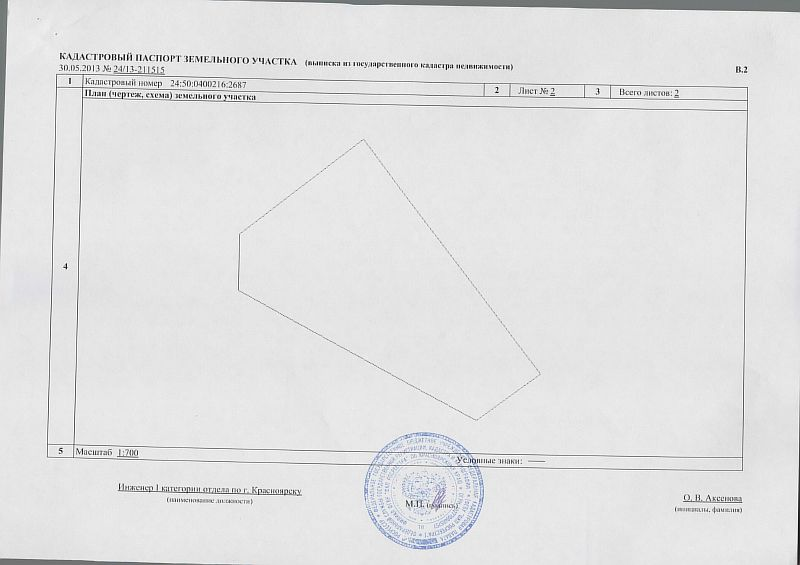 КАДАСТРОВЫЙ ПАСПОРТ ЗЕМЕЛЬНОГО УЧАСТКА (выписка из государственного кадастра недвижимости)
30.05.2013 № 24/13-211515
В.2
1 Кадастровый номер 24:50:0400216:2687 2 Лист № 2 3 Всего листов: 2
План (чертеж, схема) земельного участка
4
5 Масштаб 1:700 Условные знаки:
Инженер I категории отдела по г. Красноярску
(наименование должности)
М.П. (подпись)
О. В. Аксенова
(инициалы, фамилия)